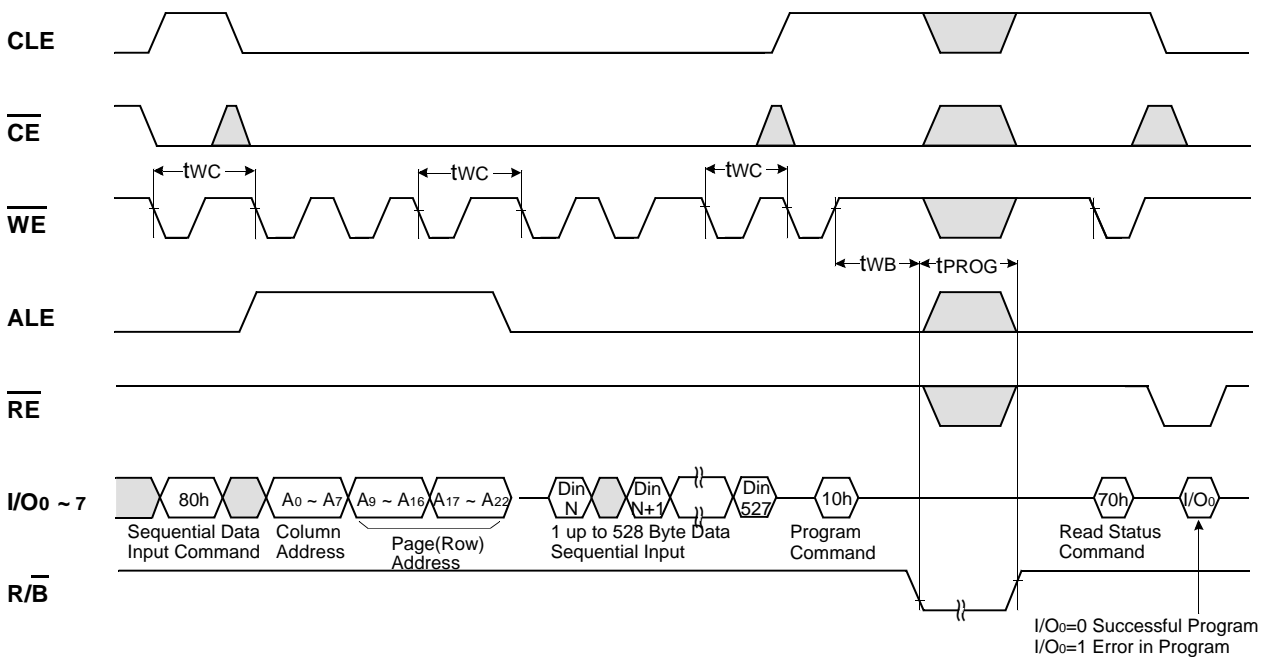 CLE
CE
tWC
tWC
tWC
WE
tWB
tPROG
ALE
RE
I/O0 ~ 7
80h
A0 ~ A7
A9 ~ A16
A17 ~ A22
Din N
Din N+1
Din 527
10h
70h
I/O0
Sequential Data
Input Command
Column
Address
Page(Row)
Address
1 up to 528 Byte Data
Sequential Input
Program
Command
Read Status
Command
R/B
I/O0=0 Successful Program
I/O0=1 Error in Program